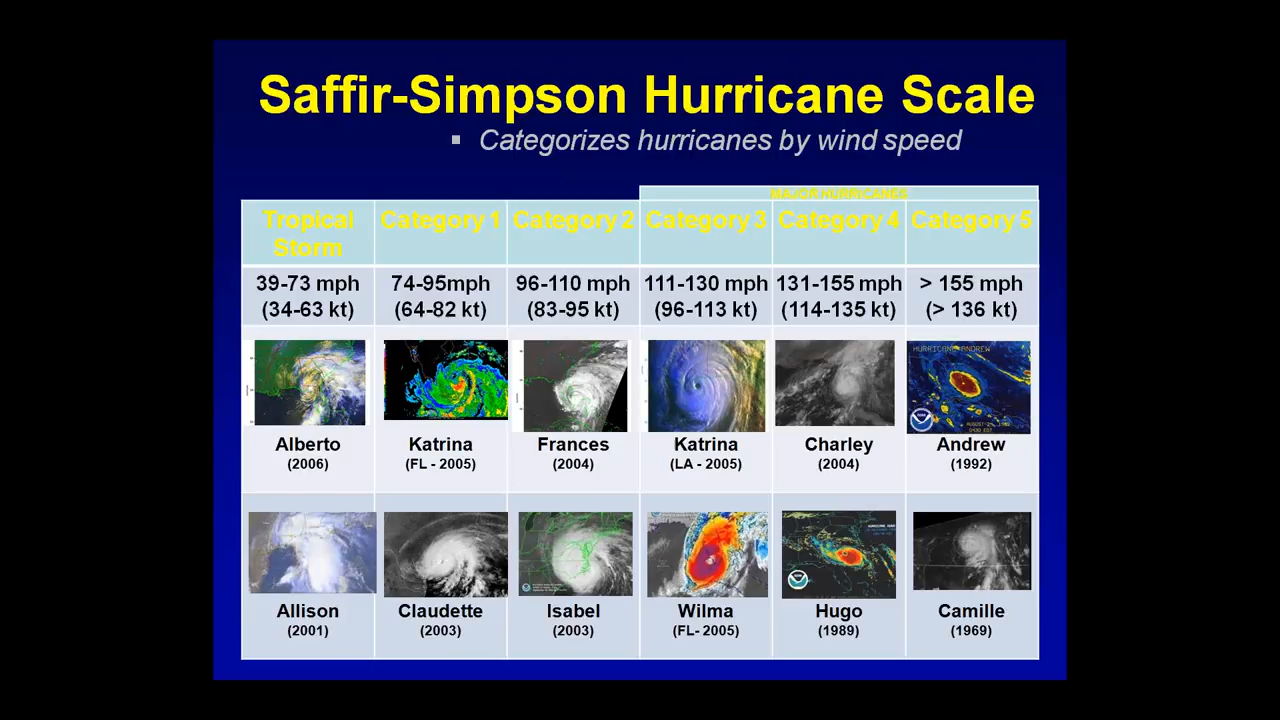 Saffir-Simpson Hurricane Scale
▪ Categorizes hurricanes by wind speed
MAJOR HURRICANES
Tropical Storm Category 1 Category 2 Category 3 Category 4 Category 5
39-73 mph 74-95mph 96-110 mph 111-130 mph 131-155 mph > 155 mph
(34-63 kt) (64-82 kt) (83-95 kt) (96-113 kt) (114-135 kt) (> 136 kt)
HURRICANE ANDREW
Alberto Katrina Frances Katrina Charley Andrew
(2006) (FL - 2005) (2004) (LA - 2005) (2004) (1992)
Allison Claudette Isabel Wilma Hugo Camille
(2001) (2003) (2003) (FL- 2005) (1989) (1969)